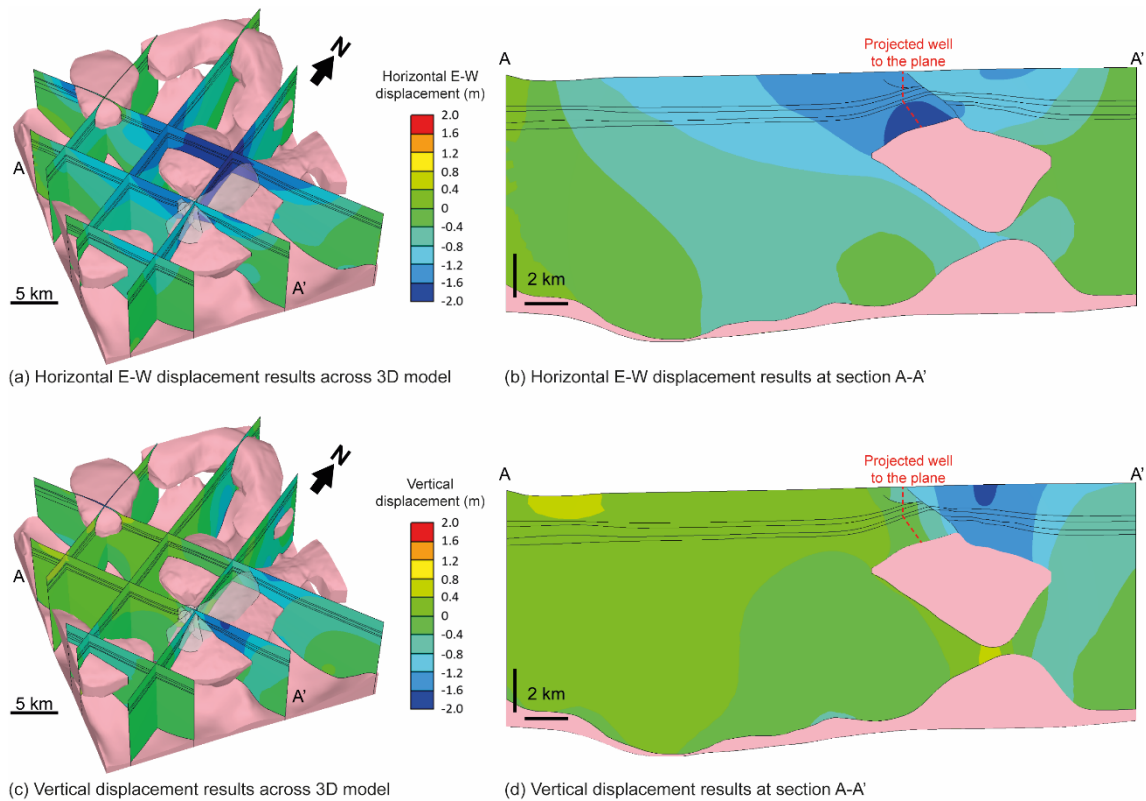 N
Horizontal E-W
displacement (m)
2.0
1.6
1.2
0.8
0.4
0
-0.4
-0.8
-1.2
-1.6
-2.0
A
A'
5 km
(a) Horizontal E-W displacement results across 3D model
A
A'
Projected well
to the plane
2 km
(b) Horizontal E-W displacement results at section A-A'
N
Vertical
displacement (m)
2.0
1.6
1.2
0.8
0.4
0
-0.4
-0.8
-1.2
-1.6
-2.0
A
A'
5 km
(c) Vertical displacement results across 3D model
A
A'
Projected well
to the plane
2 km
(d) Vertical displacement results at section A-A'